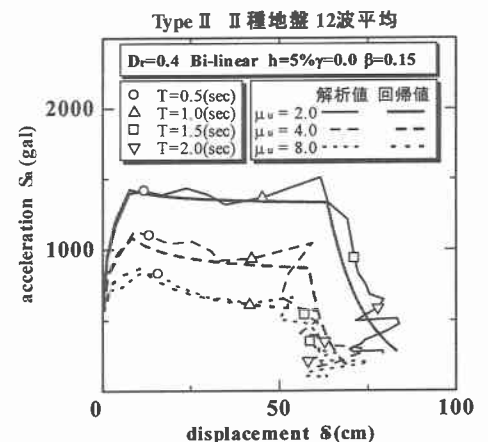 Type Ⅱ Ⅱ種地盤 12波平均
Dr=0.4 Bi-linear h=5%γ=0.0 β=0.15
T=0.5(sec)
T=1.0(sec)
T=1.5(sec)
T=2.0(sec)
解析値 回帰値
μu = 2.0
μu = 4.0
μu = 8.0
2000
1000
0
0 50 100
acceleration Sa (gal)
displacement δ (cm)